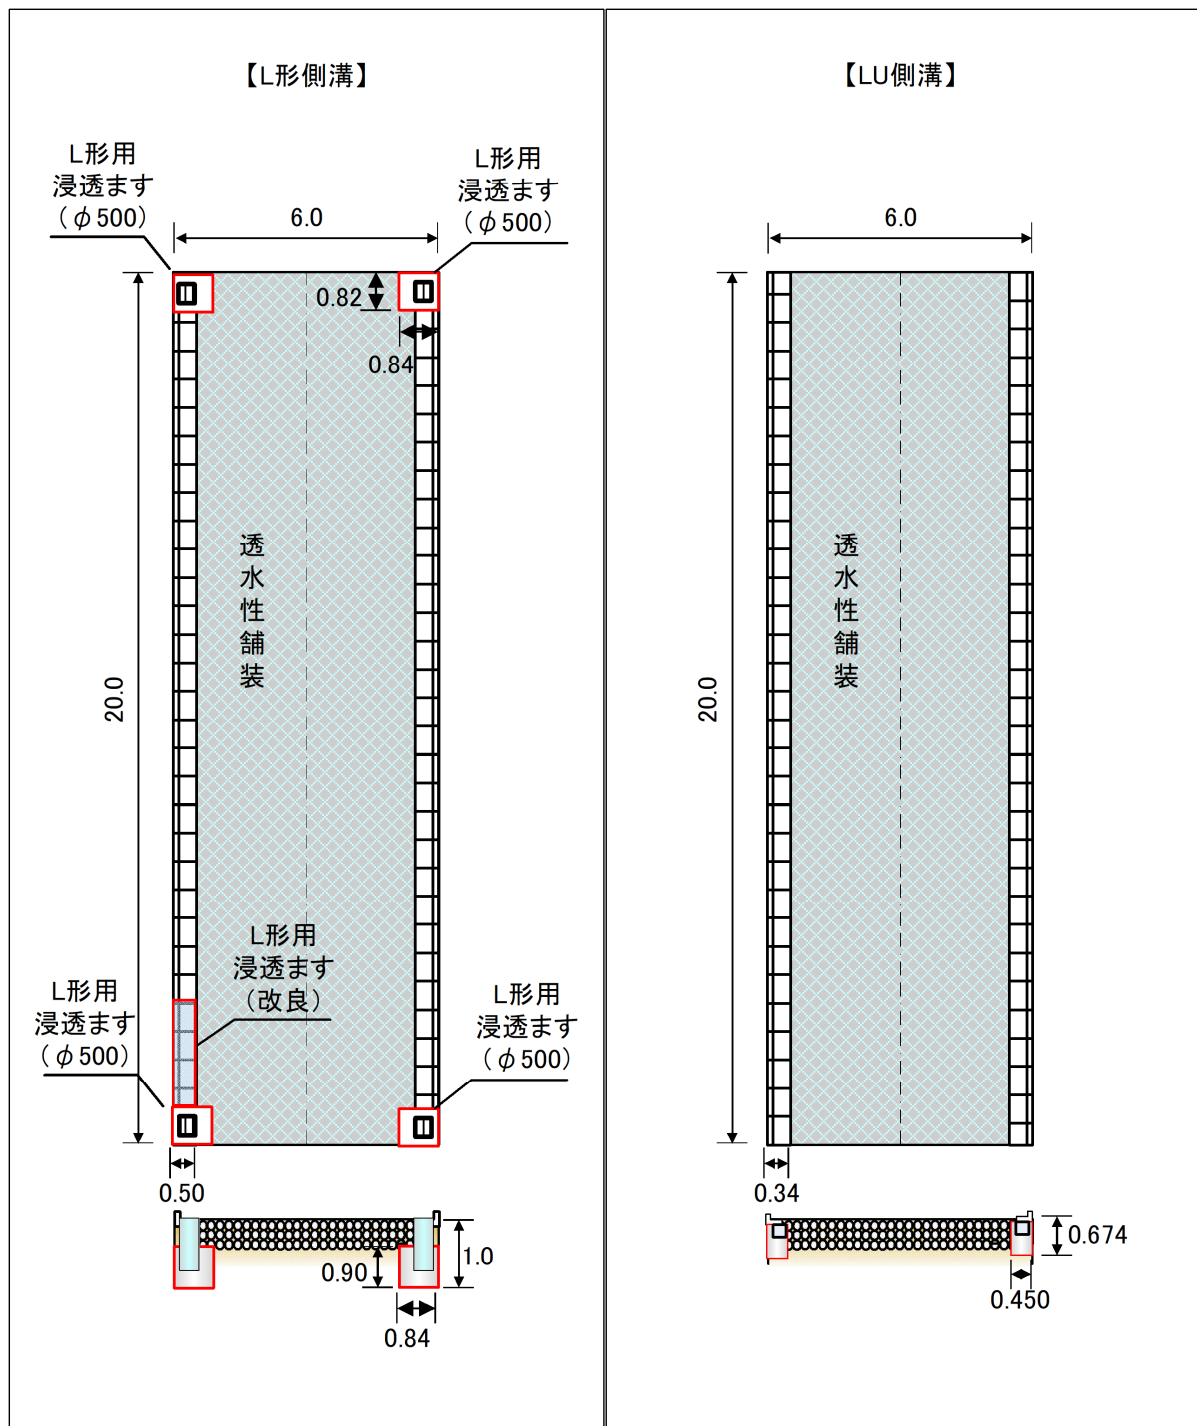 【L形側溝】
L形用
浸透ます
(φ500)
L形用
浸透ます
(φ500)
6.0
0.82
0.84
透
水
性
舗
装
20.0
L形用
浸透ます
(改良)
L形用
浸透ます
(φ500)
L形用
浸透ます
(φ500)
0.50
0.90
1.0
0.84
【LU側溝】
6.0
透
水
性
舗
装
20.0
0.34
0.674
0.450